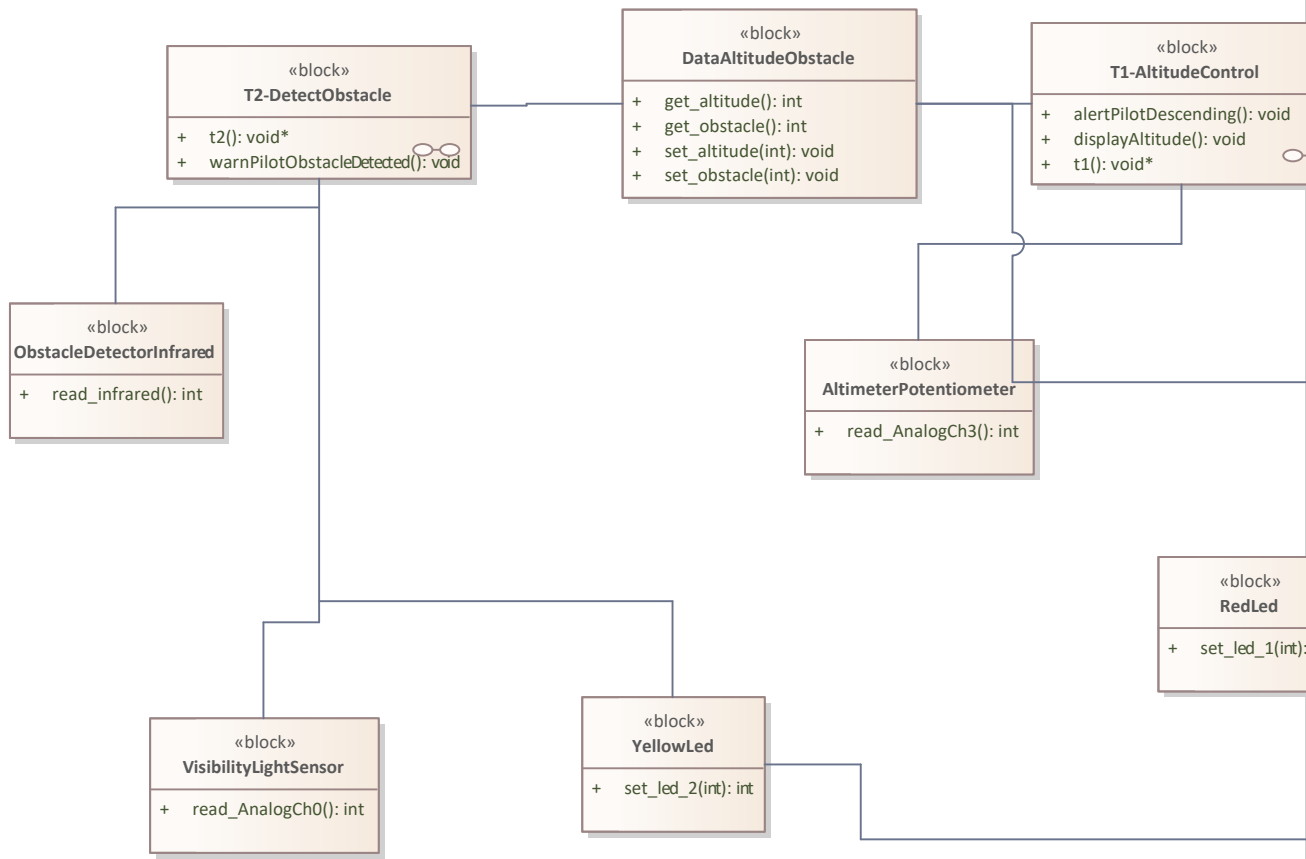 «block»
T2-DetectObstacle
+ t2(): void*
+ warnPilotObstacleDetected(): void
«block»
DataAltitudeObstacle
+ get_altitude(): int
+ get_obstacle(): int
+ set_altitude(int): void
+ set_obstacle(int): void
«block»
T1-AltitudeControl
+ alertPilotDescending(): void
+ displayAltitude(): void
+ t1(): void*
«block»
ObstacleDetectorInfrared
+ read_infrared(): int
«block»
AltimeterPotentiometer
+ read_AnalogCh3(): int
«block»
RedLed
+ set_led_1(int):
«block»
VisibilityLightSensor
+ read_AnalogCh0(): int
«block»
YellowLed
+ set_led_2(int): int